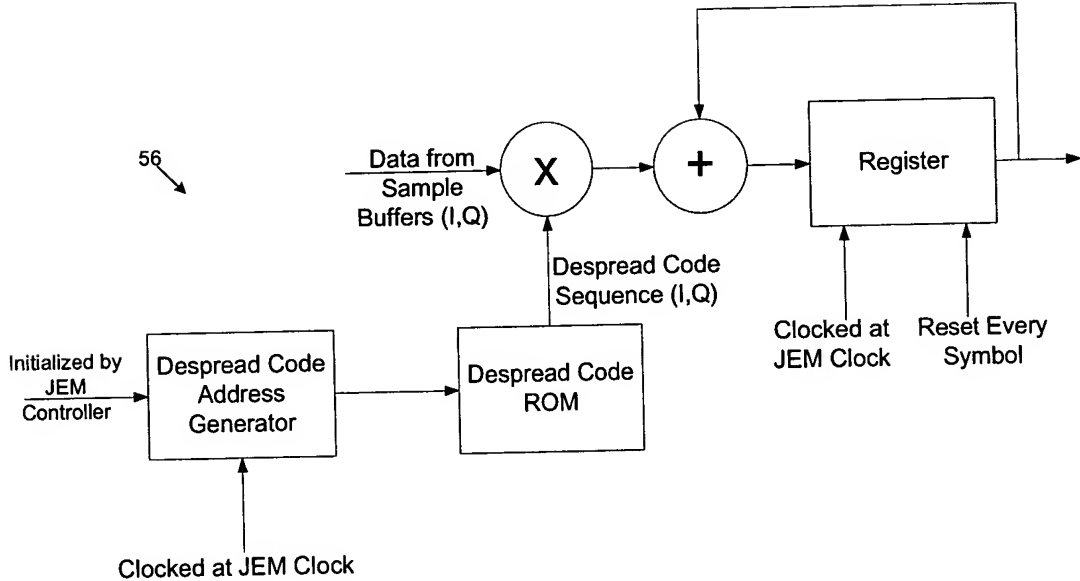 56
Data from
Sample
Buffers (I,Q)
X
+
Register
Despread Code
Sequence (I,Q)
Clocked at
JEM Clock
Reset Every
Symbol
Initialized by
JEM
Controller
Despread Code
Address
Generator
Despread Code
ROM
Clocked at JEM Clock